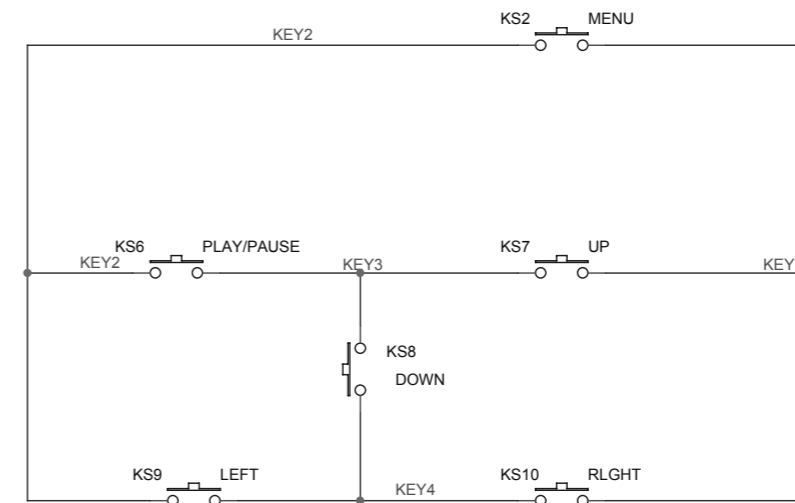 KS2 MENU
KEY2
KS6 PLAY/PAUSE
KS7 UP
KEY2
KEY3
KEY
KS8
DOWN
KS9 LEFT
KS10 RLGHT
KEY4